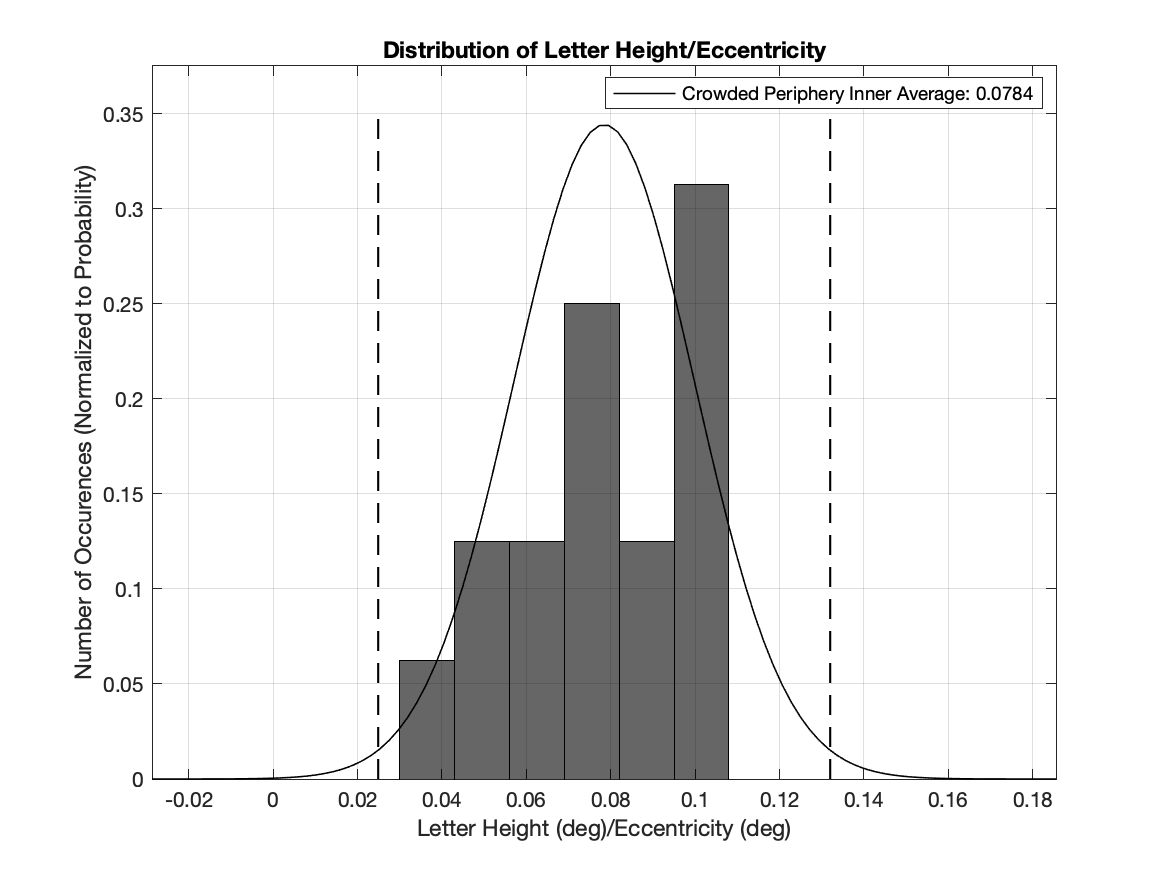 Distribution of Letter Height/Eccentricity
Crowded Periphery Inner Average: 0.0784
Number of Occurences (Normalized to Probability)
0.35
0.3
0.25
0.2
0.15
0.1
0.05
0
-0.02 0 0.02 0.04 0.06 0.08 0.1 0.12 0.14 0.16 0.18
Letter Height (deg)/Eccentricity (deg)